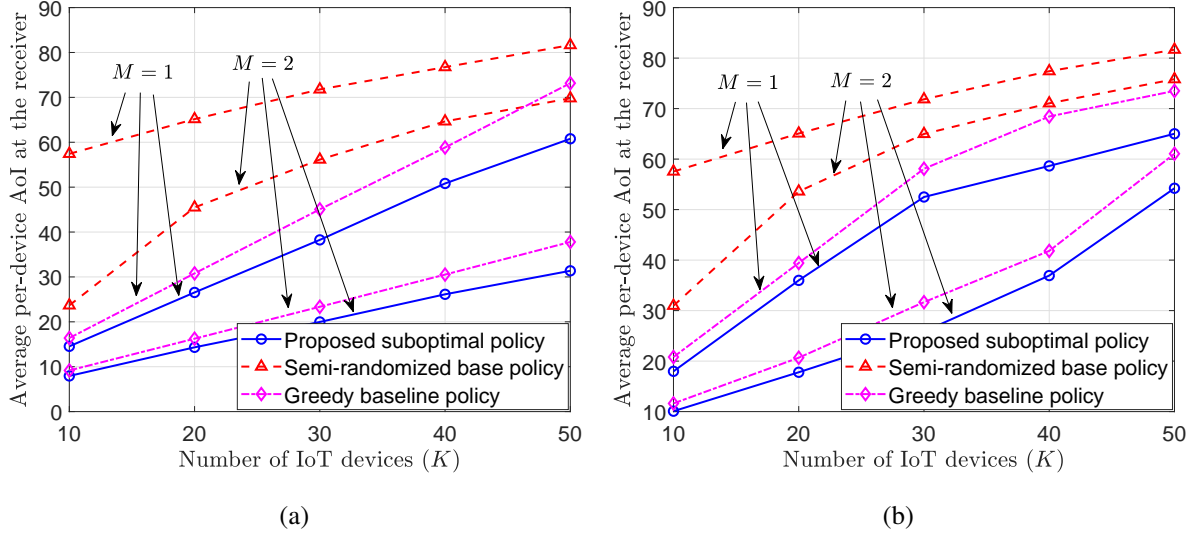 90
80
70
60
50
40
30
20
10
0
Average per-device AoI at the receiver
M = 1
M = 2
Proposed suboptimal policy
Semi-randomized base policy
Greedy baseline policy
10 20 30 40 50
Number of IoT devices (K)
(a)
90
80
70
60
50
40
30
20
10
Average per-device AoI at the receiver
M = 1
M = 2
Proposed suboptimal policy
Semi-randomized base policy
Greedy baseline policy
10 20 30 40 50
Number of IoT devices (K)
(b)